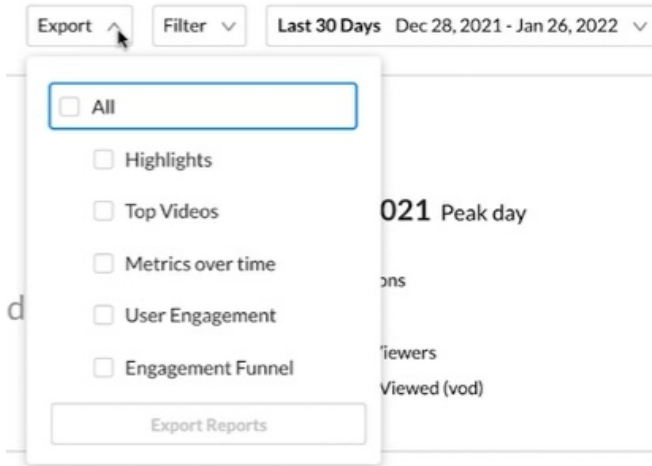 Export Filter Last 30 Days Dec 28, 2021 - Jan 26, 2022
All
Highlights
Top Videos
021 Peak day
Metrics over time
ons
d
User Engagement
iewers
Engagement Funnel
Viewed (vod)
Export Reports